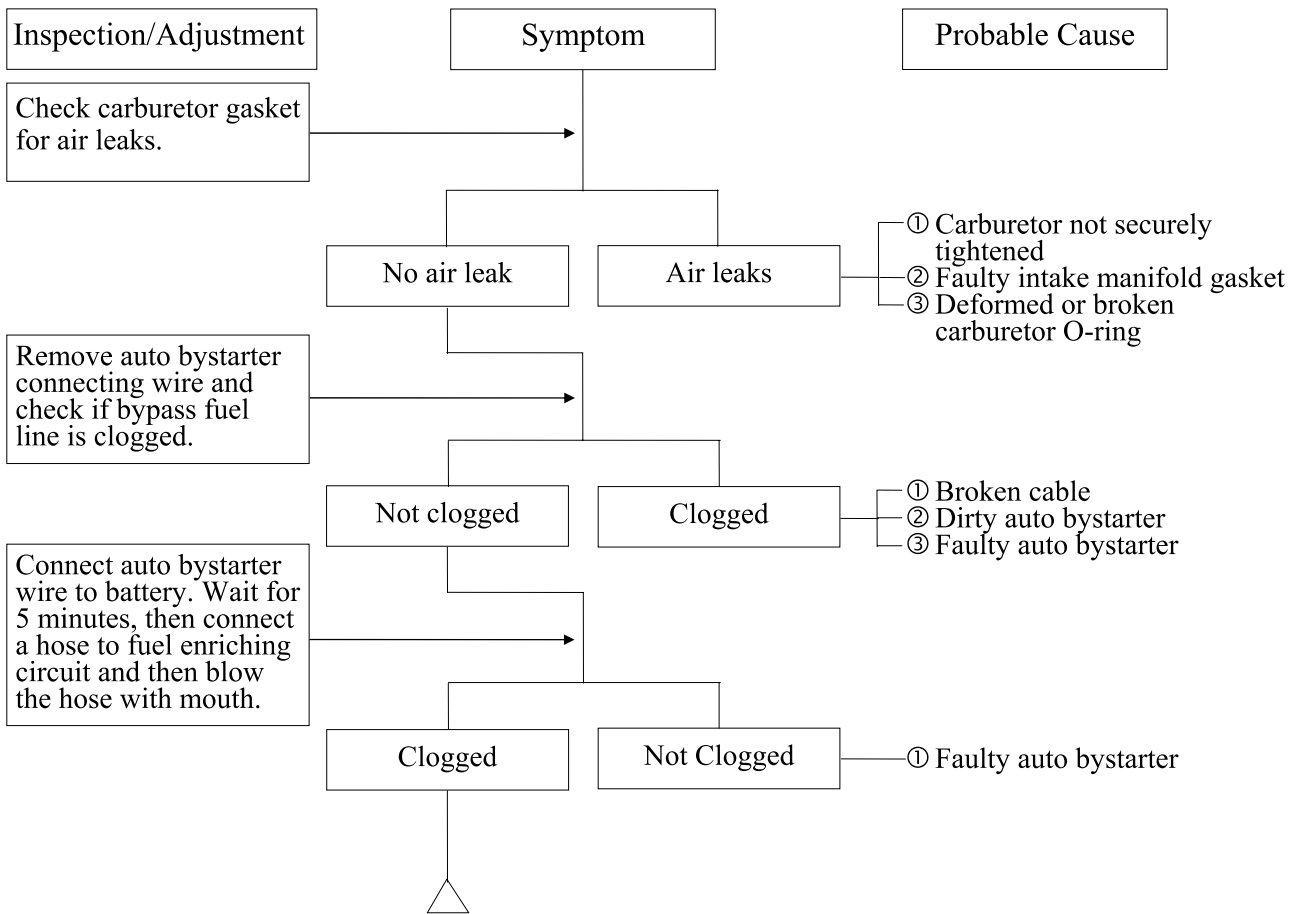 Inspection/Adjustment
Symptom
Probable Cause
Check carburetor gasket
for air leaks.
No air leak
Air leaks
① Carburetor not securely
tightened
② Faulty intake manifold gasket
③ Deformed or broken
carburetor O-ring
Remove auto bystarter
connecting wire and
check if bypass fuel
line is clogged.
Not clogged
Clogged
① Broken cable
② Dirty auto bystarter
③ Faulty auto bystarter
Connect auto bystarter
wire to battery. Wait for
5 minutes, then connect
a hose to fuel enriching
circuit and then blow
the hose with mouth.
Clogged
Not Clogged
① Faulty auto bystarter